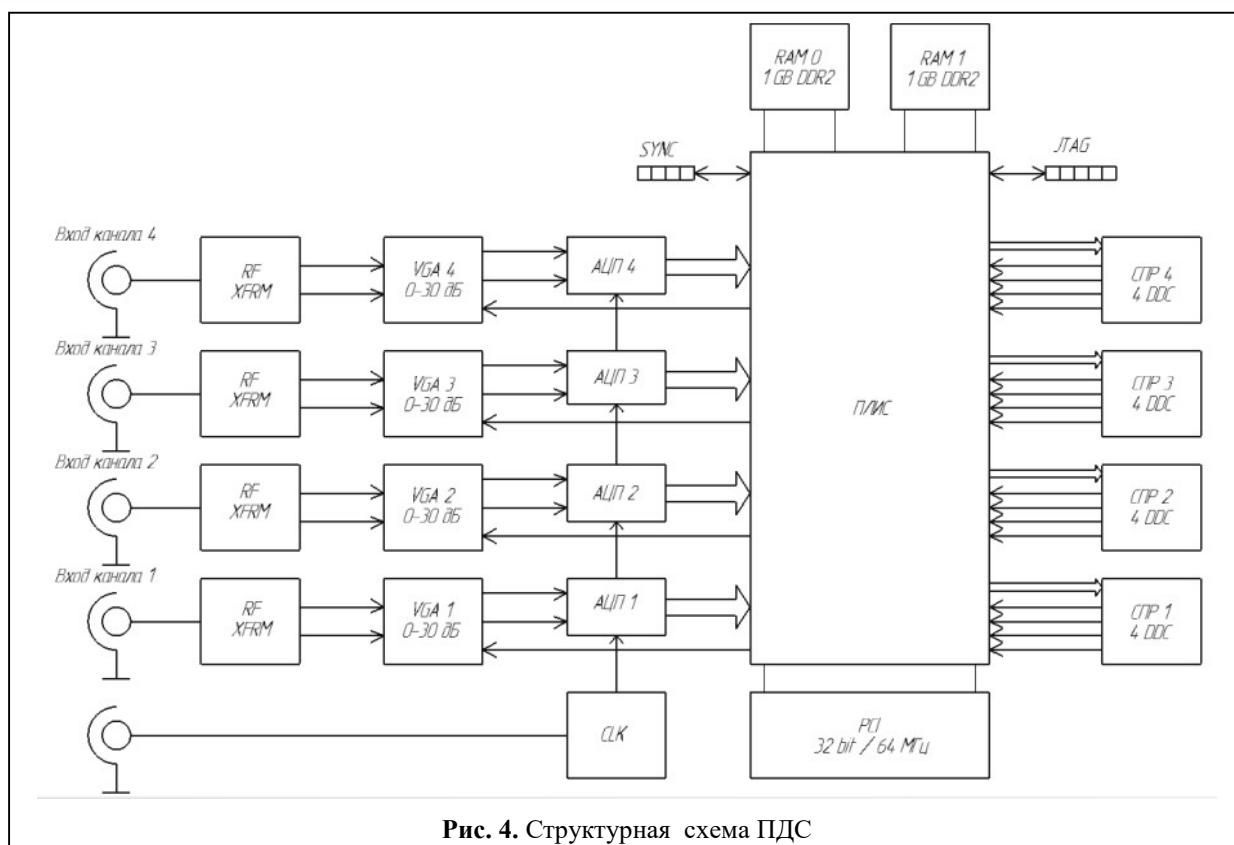 RAM 0
1 GB DDR2
RAM 1
1 GB DDR2
SYNC
JTAG
Вход канала 4
RF
XFRM
VGA 4
0-30 дБ
АЦП 4
СПР 4
4 DDC
Вход канала 3
RF
XFRM
VGA 3
0-30 дБ
АЦП 3
ПЛИС
СПР 3
4 DDC
Вход канала 2
RF
XFRM
VGA 2
0-30 дБ
АЦП 2
СПР 2
4 DDC
Вход канала 1
RF
XFRM
VGA 1
0-30 дБ
АЦП 1
СПР 1
4 DDC
CLK
PCI
32 bit / 64 МГц
Рис. 4. Структурная схема ПДС